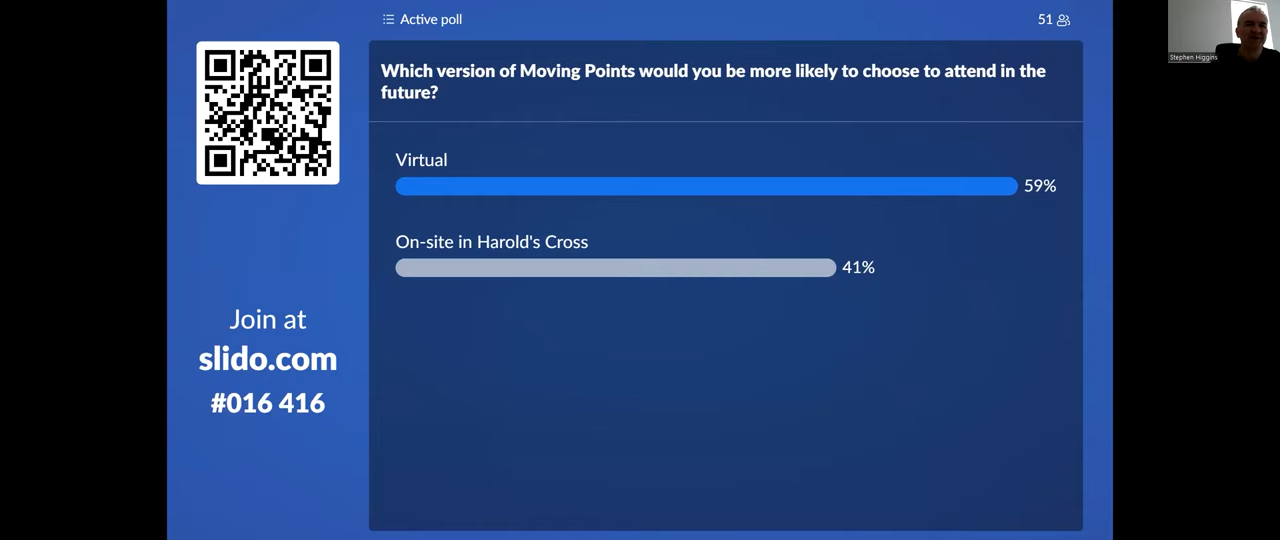 Active poll
51
Which version of Moving Points would you be more likely to choose to attend in the
future?
Virtual
59%
On-site in Harold's Cross
41%
Join at
slido.com
#016 416
Stephen Higgins